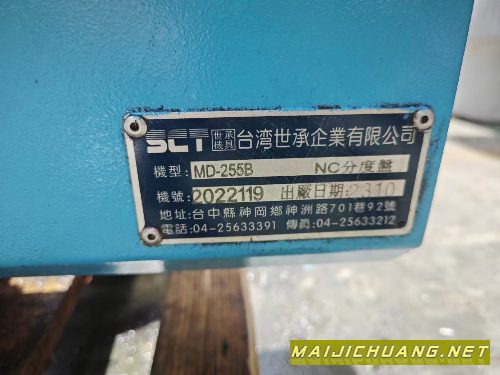 SCT 世承機具 台湾世承企業有限公司
機型: MD-255B NC分度盤
機號: 2022119 出廠日期: 2310
地址:台中縣神岡鄉神洲路701巷92號
電話:04-25633391 傳真:04-25633212
MAIJICHUANG.NET